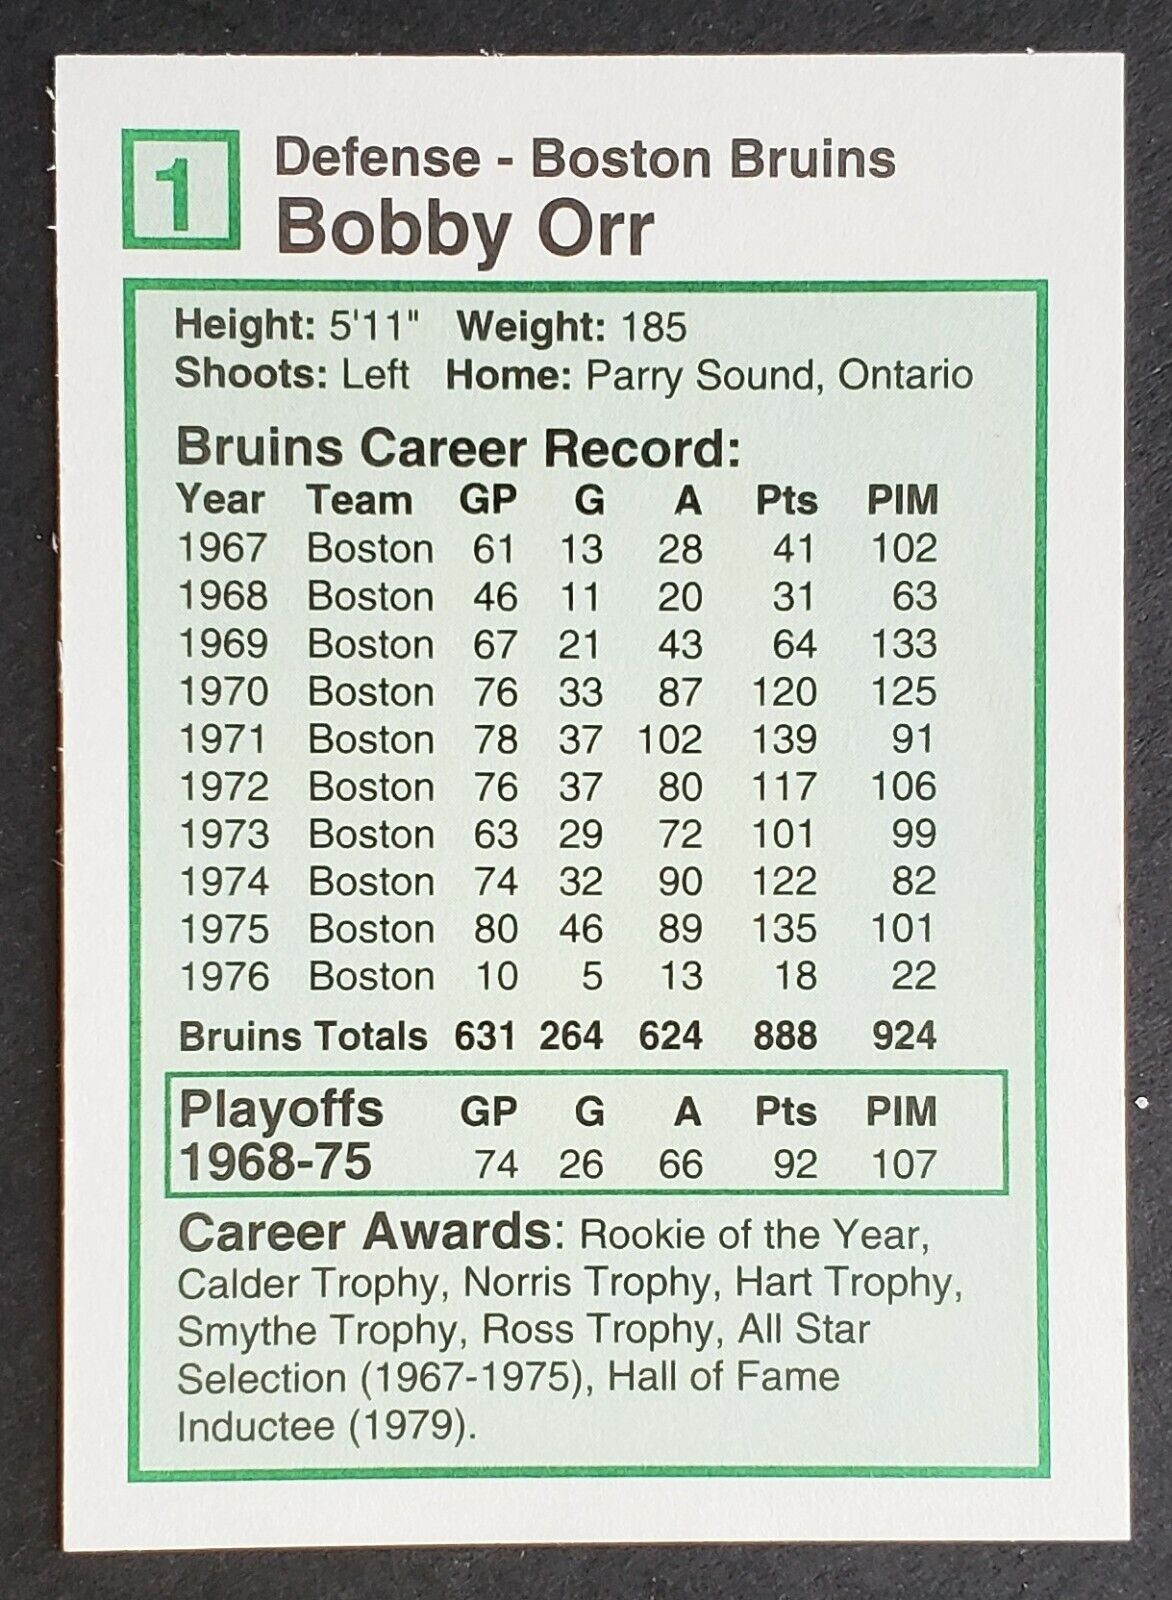 1
Defense - Boston Bruins
Bobby Orr
Height: 5'11" Weight: 185
Shoots: Left Home: Parry Sound, Ontario
Bruins Career Record:
Year Team GP G A Pts PIM
1967 Boston 61 13 28 41 102
1968 Boston 46 11 20 31 63
1969 Boston 67 21 43 64 133
1970 Boston 76 33 87 120 125
1971 Boston 78 37 102 139 91
1972 Boston 76 37 80 117 106
1973 Boston 63 29 72 101 99
1974 Boston 74 32 90 122 82
1975 Boston 80 46 89 135 101
1976 Boston 10 5 13 18 22
Bruins Totals 631 264 624 888 924
Playoffs GP G A Pts PIM
1968-75 74 26 66 92 107
Career Awards: Rookie of the Year,
Calder Trophy, Norris Trophy, Hart Trophy,
Smythe Trophy, Ross Trophy, All Star
Selection (1967-1975), Hall of Fame
Inductee (1979).